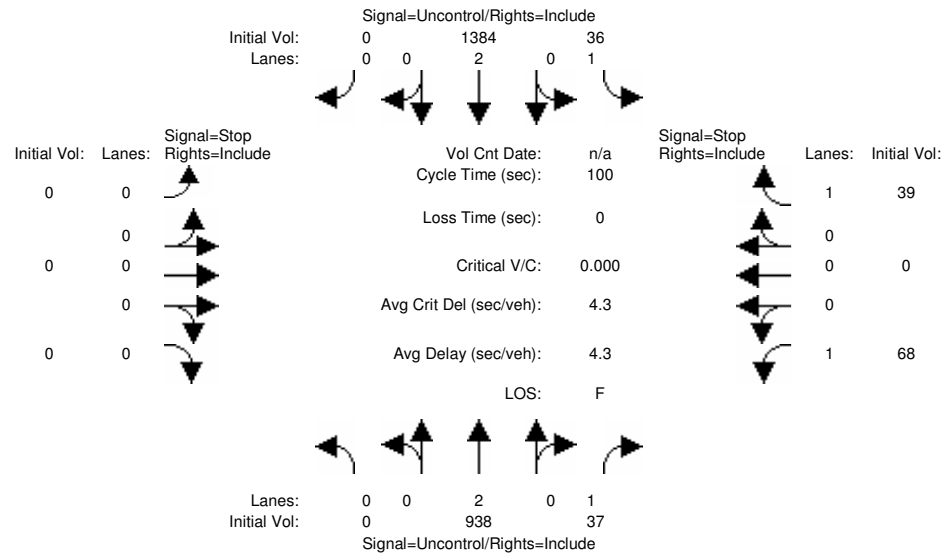 Signal=Uncontrol/Rights=Include
Initial Vol: 0 1384 36
Lanes: 0 0 2 0 1
Signal=Stop Signal=Stop
Initial Vol: Lanes: Rights=Include Vol Cnt Date: n/a Rights=Include Lanes: Initial Vol:
Cycle Time (sec): 100
0 0 1 39
Loss Time (sec): 0
0 0
0 0 Critical V/C: 0.000 0 0
0 Avg Crit Del (sec/veh): 4.3 0
0 0 Avg Delay (sec/veh): 4.3 1 68
LOS: F
Lanes: 0 0 2 0 1
Initial Vol: 0 938 37
Signal=Uncontrol/Rights=Include